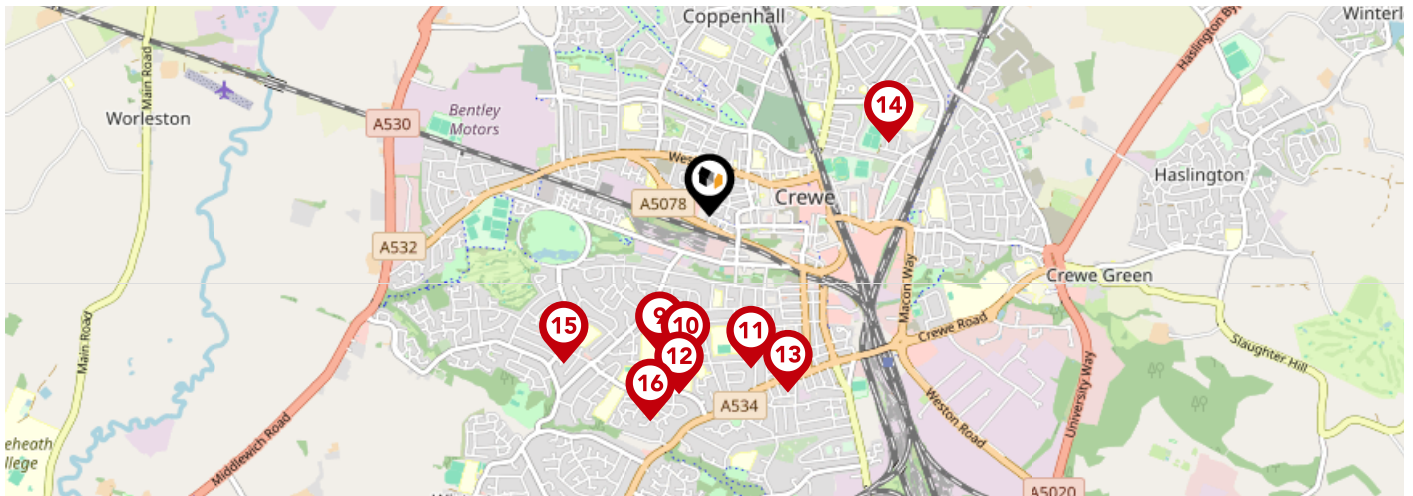 Coppenhall
Winterl
Haslington By
Main Road
Bentley
Motors
Worleston
A530
14
Wes
Haslington
A5078
Crewe
A532
Crewe Green
Macon Way
9
10
11
12
13
15
16
Crewe Road
Main Road
Slaughter Hill
A534
University Way
Weston Road
Middlewich Road
eheath
llege
A5020